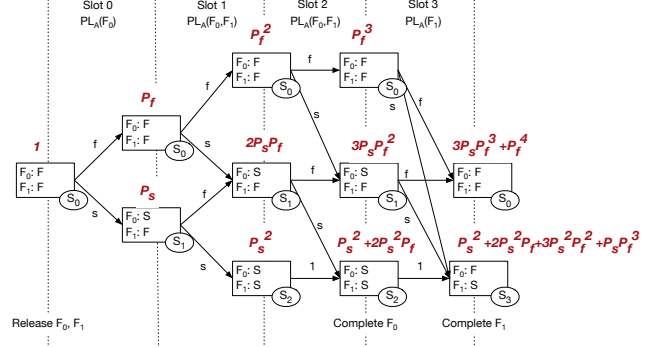 Slot 0 Slot 1 Slot 2 Slot 3
PL_A(F_0) PL_A(F_0,F_1) PL_A(F_0,F_1) PL_A(F_1)
P_f^2 P_f^3
F_0: F
F_1: F
S_0
f
F_0: F
F_1: F
S_0
P_f
f
s
s
f
F_0: F
F_1: F
S_0
1
f
s
2P_sP_f
3P_sP_f^2
3P_sP_f^3 +P_f^4
F_0: F
F_1: F
S_0
s
F_0: S
F_1: F
S_1
f
F_0: S
F_1: F
S_1
f
F_0: F
F_1: F
S_0
P_s
f
s
s
F_0: S
F_1: F
S_1
P_s^2
P_s^2 +2P_s^2P_f
P_s^2 +2P_s^2P_f+3P_s^2P_f^2+P_sP_f^3
s
F_0: S
F_1: S
S_2
1
F_0: S
F_1: S
S_2
1
F_0: F
F_1: S
S_3
Release F_0, F_1 Complete F_0 Complete F_1